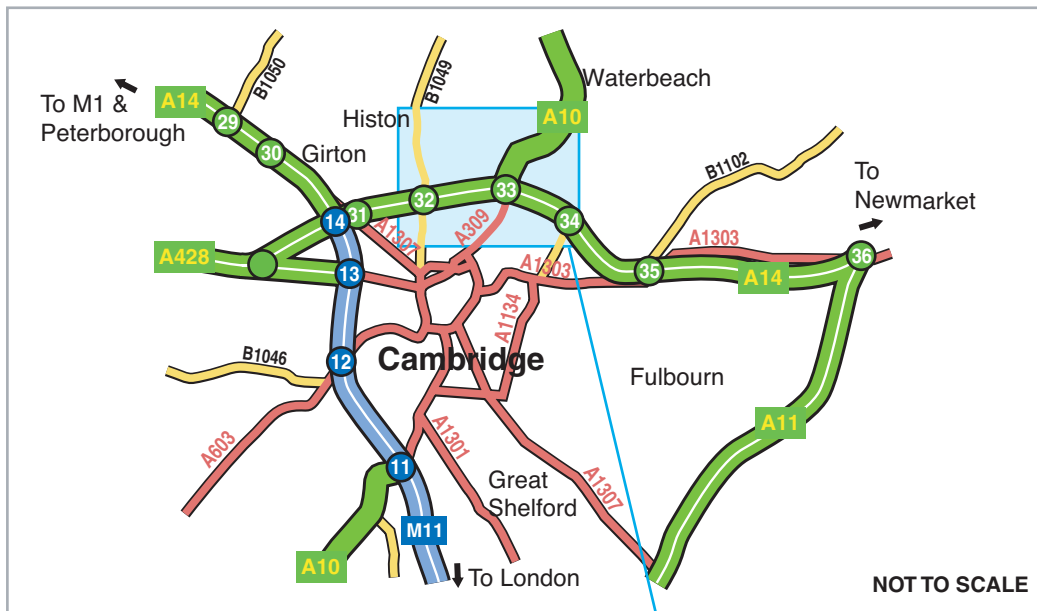 B1050
B1049
Waterbeach
To M1 &
Peterborough
A14
29
Histon
A10
30
Girton
B1102
To
Newmarket
33
32
31
14
34
A1307
A309
A1303
36
A428
13
A1303
35
A14
A1134
12
B1046
Cambridge
Fulbourn
A11
A603
A1301
11
Great
Shelford
A1307
M11
A10
To London
NOT TO SCALE